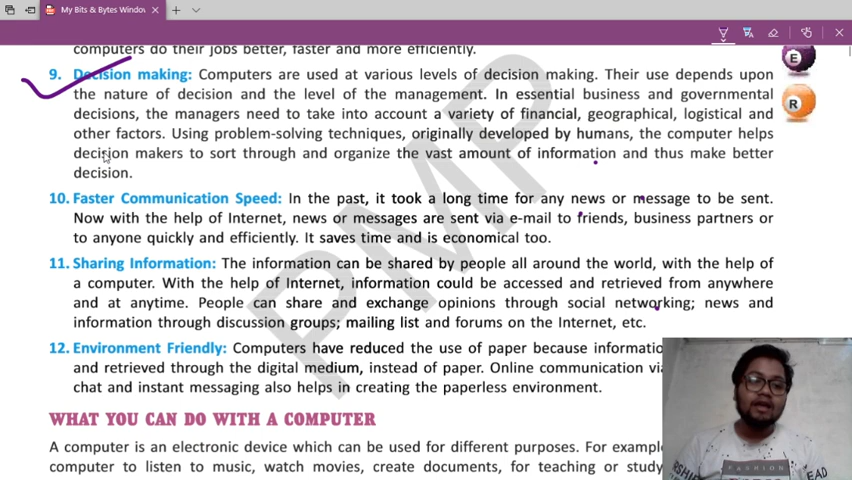 My Bits & Bytes Window
computers do their jobs better, faster and more efficiently.
9. Decision making: Computers are used at various levels of decision making. Their use depends upon
the nature of decision and the level of the management. In essential business and governmental
decisions, the managers need to take into account a variety of financial, geographical, logistical and
other factors. Using problem-solving techniques, originally developed by humans, the computer helps
decision makers to sort through and organize the vast amount of information and thus make better
decision.
10. Faster Communication Speed: In the past, it took a long time for any news or message to be sent.
Now with the help of Internet, news or messages are sent via e-mail to friends, business partners or
to anyone quickly and efficiently. It saves time and is economical too.
11. Sharing Information: The information can be shared by people all around the world, with the help of
a computer. With the help of Internet, information could be accessed and retrieved from anywhere
and at anytime. People can share and exchange opinions through social networking; news and
information through discussion groups; mailing list and forums on the Internet, etc.
12. Environment Friendly: Computers have reduced the use of paper because informatio
and retrieved through the digital medium, instead of paper. Online communication via
chat and instant messaging also helps in creating the paperless environment.
WHAT YOU CAN DO WITH A COMPUTER
A computer is an electronic device which can be used for different purposes. For exampl
computer to listen to music, watch movies, create documents, for teaching or study
E
R
PMP
FASHION